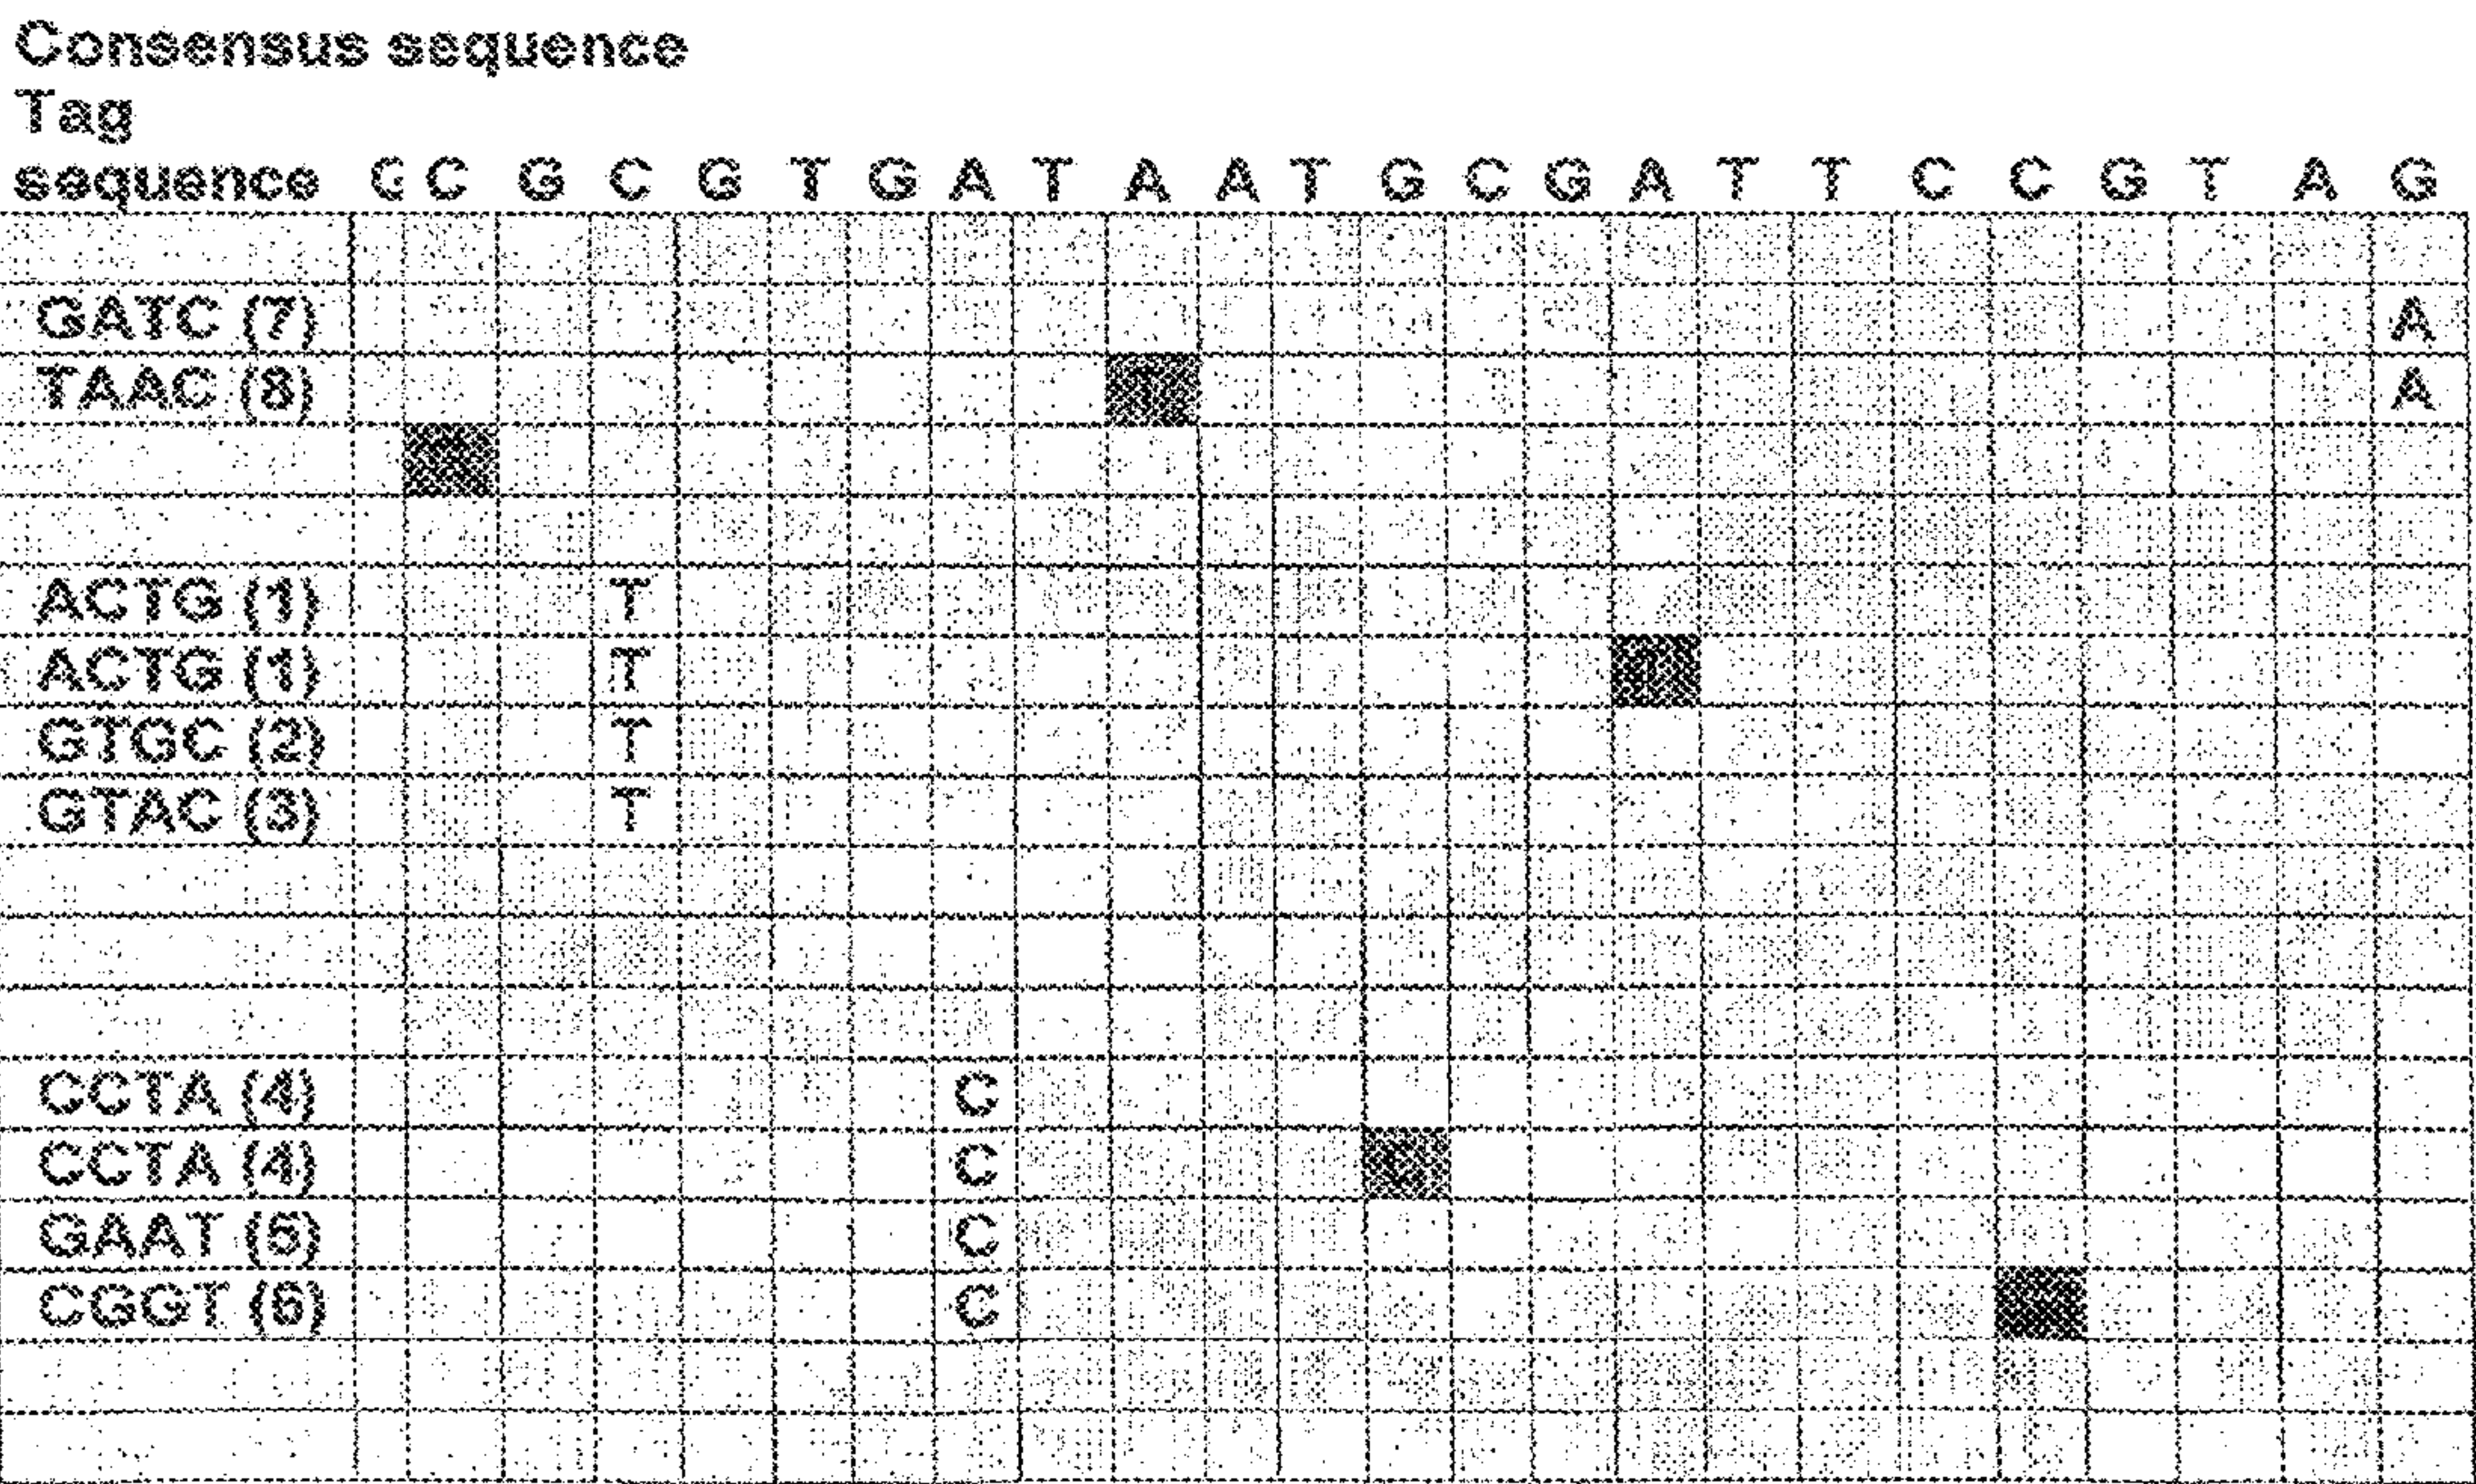 Consensus sequence
Tag
sequence G C G C G T G A T A A T G C G A T T C C G T A G
GATC (7) A
TAAC (8) T A
ACTG (1) T
ACTG (1) T
GTGC (2) T
GTAC (3) T
CCTA (4) C
CCTA (4) C
GAAT (5) C
CGGT (6) C